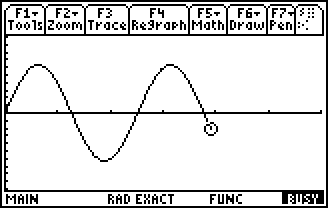 F1 F2 F3 F4 F5 F6 F7
Tools Zoom Trace ReGraph Math Draw Pen
MAIN RAD EXACT FUNC BUSY